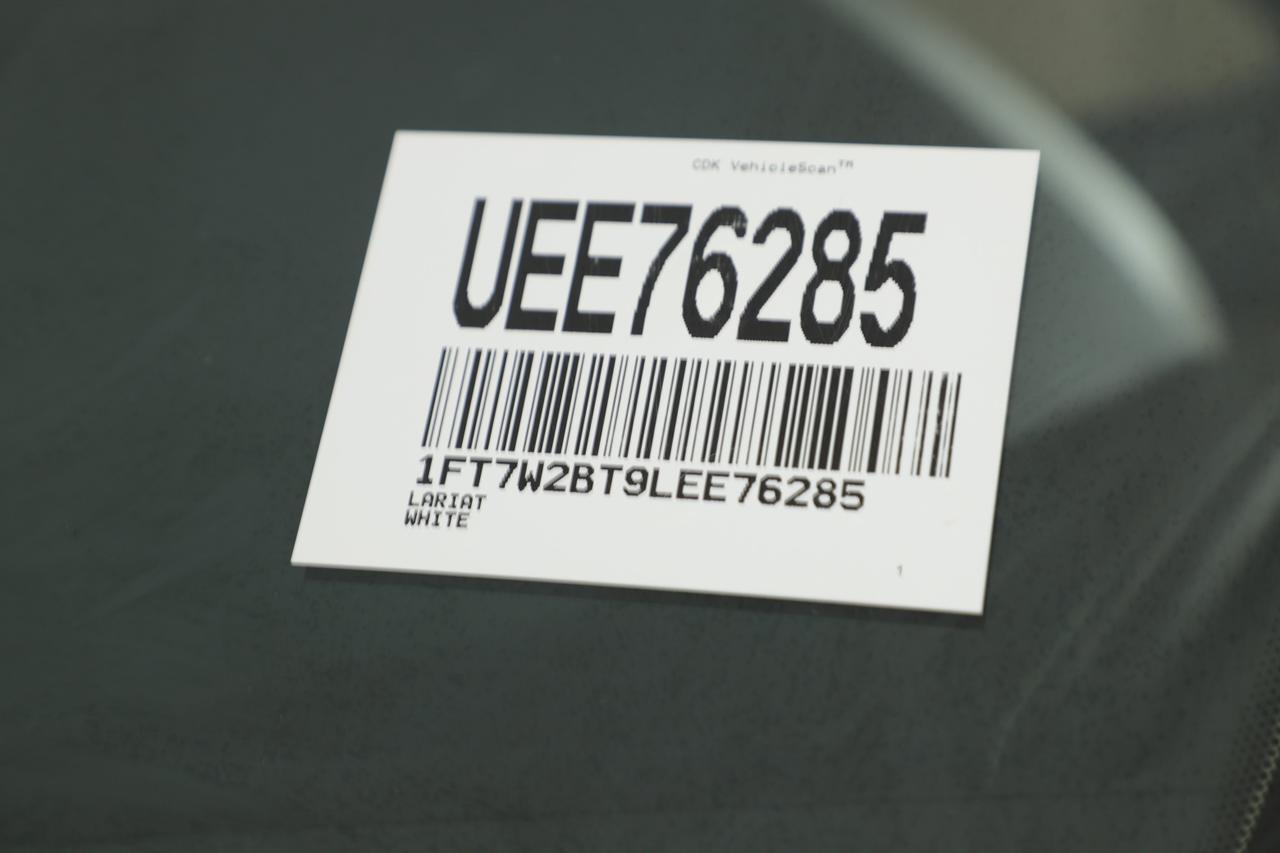 CDK VehicleScan™
UEE76285
1FT7W2BT9LEE76285
LARIAT
WHITE
1